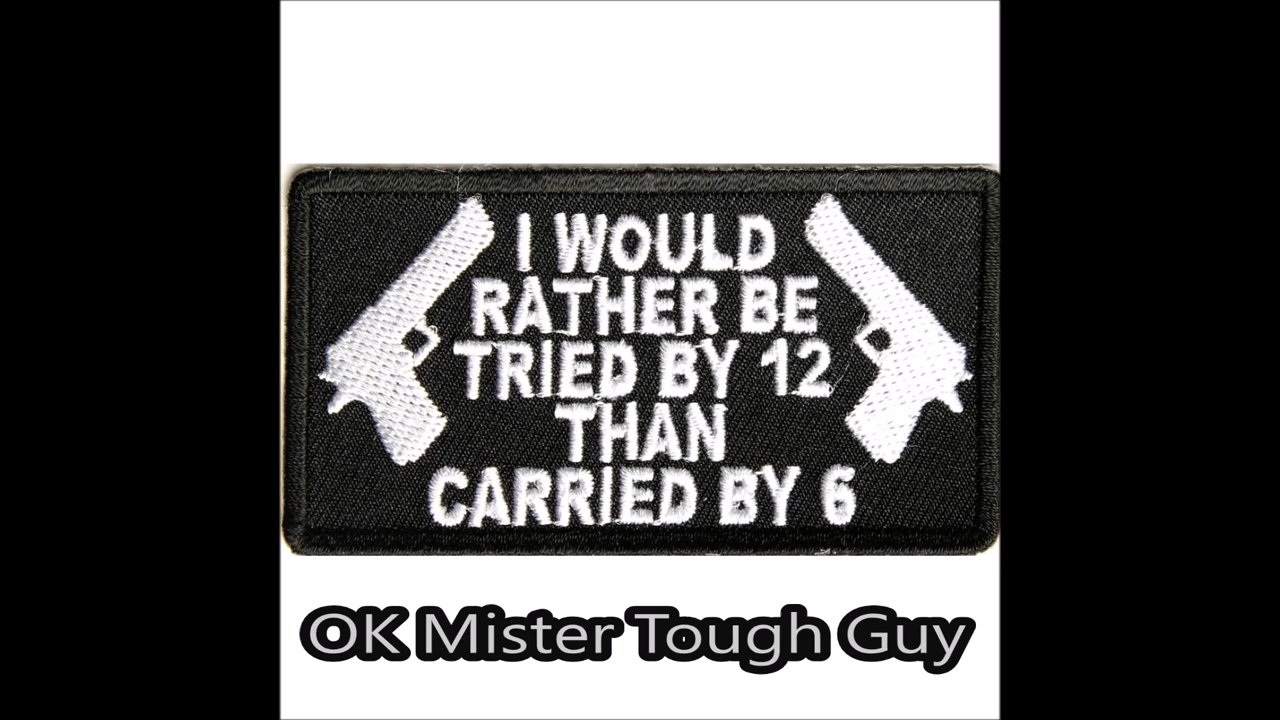 I WOULD
RATHER BE
TRIED BY 12
THAN
CARRIED BY 6
OK Mister Tough Guy